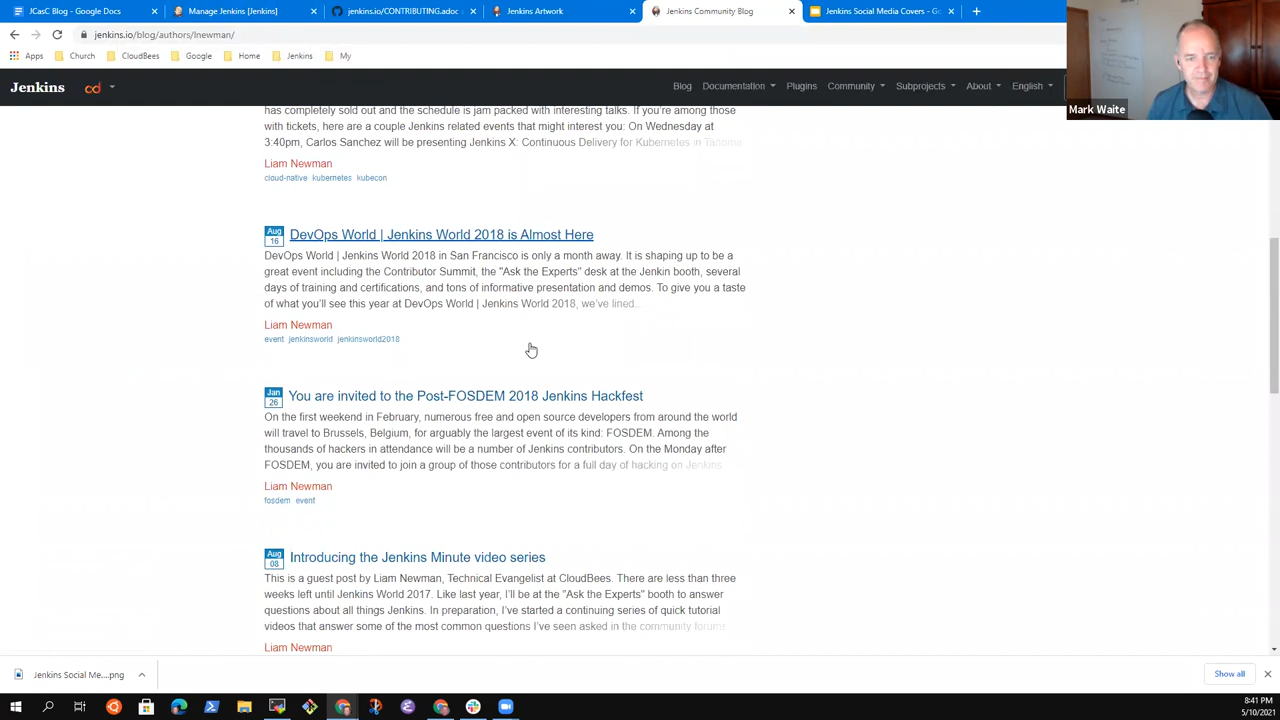 JCasC Blog - Google Docs
Manage Jenkins [Jenkins]
jenkins.io/CONTRIBUTING.adoc
Jenkins Artwork
Jenkins Community Blog
Jenkins Social Media Covers - Go
jenkins.io/blog/authors/lnewman/
Apps
Church
CloudBees
Google
Home
Jenkins
My
Mark Waite
Jenkins
cd
Blog
Documentation
Plugins
Community
Subprojects
About
English
has completely sold out and the schedule is jam packed with interesting talks. If you're among those
with tickets, here are a couple Jenkins related events that might interest you: On Wednesday at
3:40pm, Carlos Sanchez will be presenting Jenkins X: Continuous Delivery for Kubernetes in Tahoma
Liam Newman
cloud-native kubernetes kubecon
Aug
16
DevOps World | Jenkins World 2018 is Almost Here
DevOps World | Jenkins World 2018 in San Francisco is only a month away. It is shaping up to be a
great event including the Contributor Summit, the "Ask the Experts" desk at the Jenkin booth, several
days of training and certifications, and tons of informative presentation and demos. To give you a taste
of what you'll see this year at DevOps World | Jenkins World 2018, we've lined..
Liam Newman
event jenkinsworld jenkinsworld2018
Jan
26
You are invited to the Post-FOSDEM 2018 Jenkins Hackfest
On the first weekend in February, numerous free and open source developers from around the world
will travel to Brussels, Belgium, for arguably the largest event of its kind: FOSDEM. Among the
thousands of hackers in attendance will be a number of Jenkins contributors. On the Monday after
FOSDEM, you are invited to join a group of those contributors for a full day of hacking on Jenkins.
Liam Newman
fosdem event
Aug
08
Introducing the Jenkins Minute video series
This is a guest post by Liam Newman, Technical Evangelist at CloudBees. There are less than three
weeks left until Jenkins World 2017. Like last year, I'll be at the "Ask the Experts" booth to answer
questions about all things Jenkins. In preparation, I've started a continuing series of quick tutorial
videos that answer some of the most common questions I've seen asked in the community forums.
Liam Newman
Jenkins Social Me....png
Show all
8:41 PM
5/10/2021